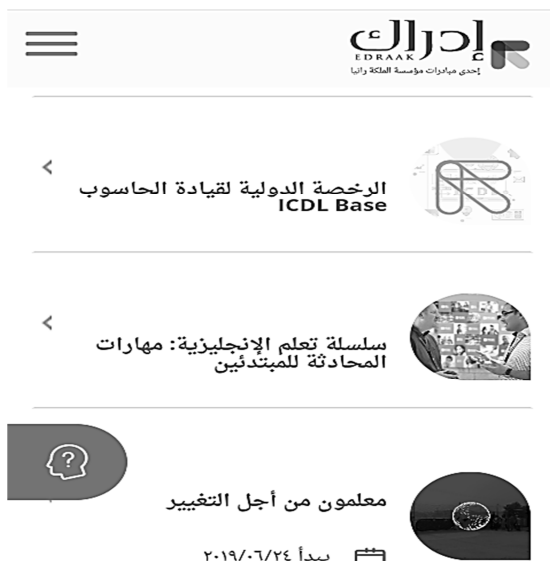 إدراك
EDRAAK
إحدى مبادرات مؤسسة الملكة رانيا
الرخصة الدولية لقيادة الحاسوب
ICDL Base
سلسلة تعلم الإنجليزية: مهارات
المحادثة للمبتدئين
معلمون من أجل التغيير
يبدأ ٢٠١٩/٠٦/٢٤